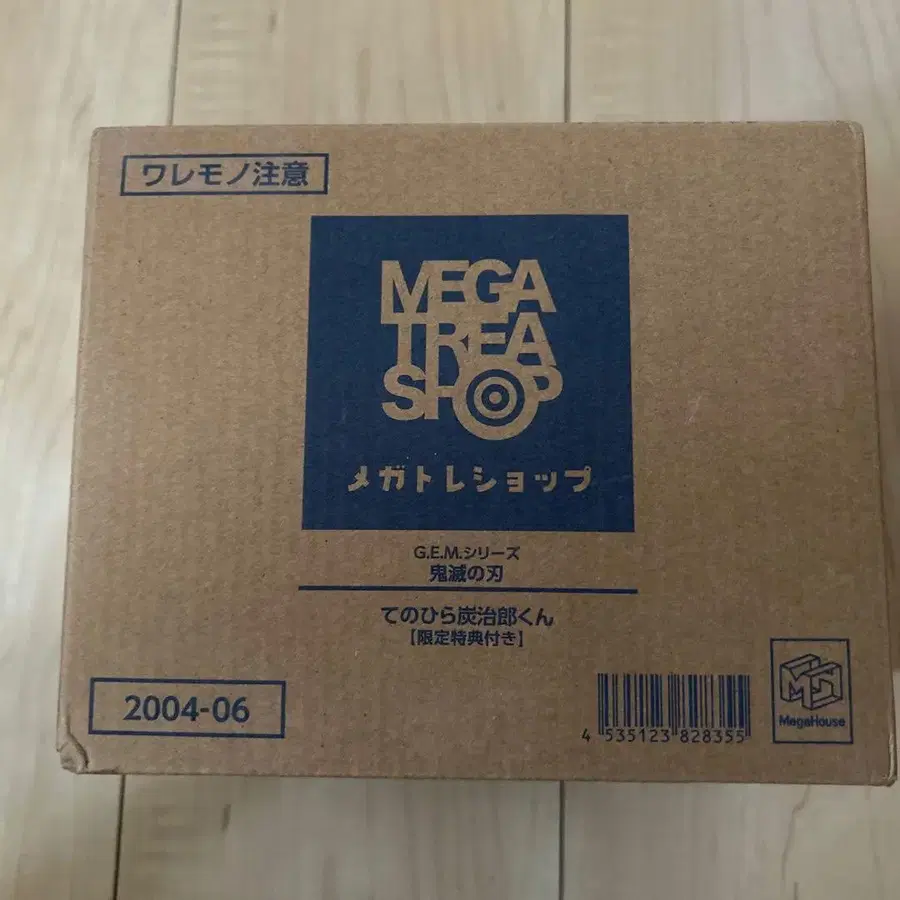 ワレモノ注意
MEGA
TREA
SHOP
メガトレショップ
G.E.M.シリーズ
鬼滅の刃
てのひら炭治郎くん
【限定特典付き】
2004-06
4 535123 828355
MegaHouse